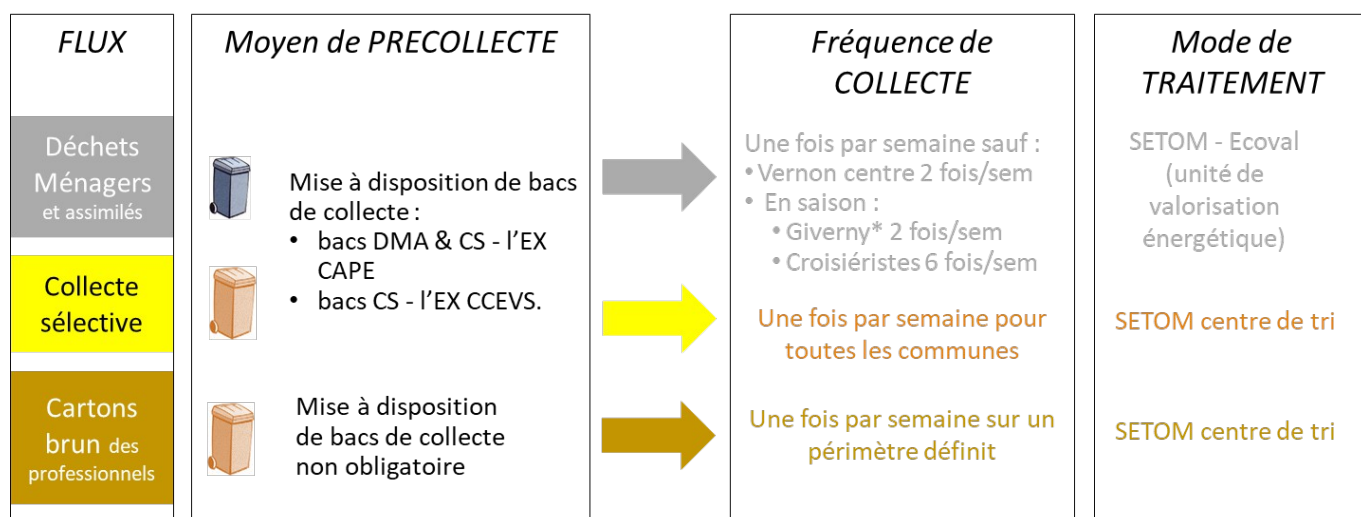 FLUX
Moyen de PRECOLLECTE
Fréquence de
COLLECTE
Mode de
TRAITEMENT
Déchets
Ménagers
et assimilés
Mise à disposition de bacs
de collecte :
• bacs DMA & CS - l’EX
CAPE
• bacs CS - l’EX CCEVS.
Une fois par semaine sauf :
• Vernon centre 2 fois/sem
• En saison :
• Giverny* 2 fois/sem
• Croisiéristes 6 fois/sem
SETOM - Ecoval
(unité de
valorisation
énergétique)
Collecte
sélective
Une fois par semaine pour
toutes les communes
SETOM centre de tri
Cartons
brun des
professionnels
Mise à disposition
de bacs de collecte
non obligatoire
Une fois par semaine sur un
périmètre définit
SETOM centre de tri